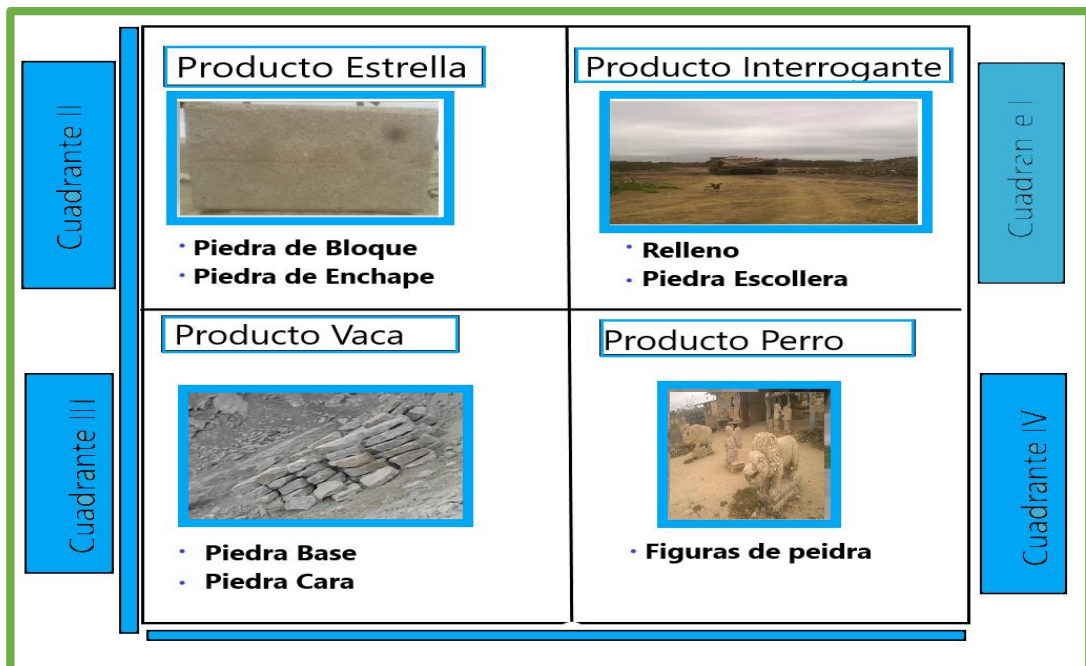 Cuadrante II
Producto Estrella
• Piedra de Bloque
• Piedra de Enchape
Producto Interrogante
• Relleno
• Piedra Escollera
Cuadran e I
Cuadrante III
Producto Vaca
• Piedra Base
• Piedra Cara
Producto Perro
• Figuras de peidra
Cuadrante IV